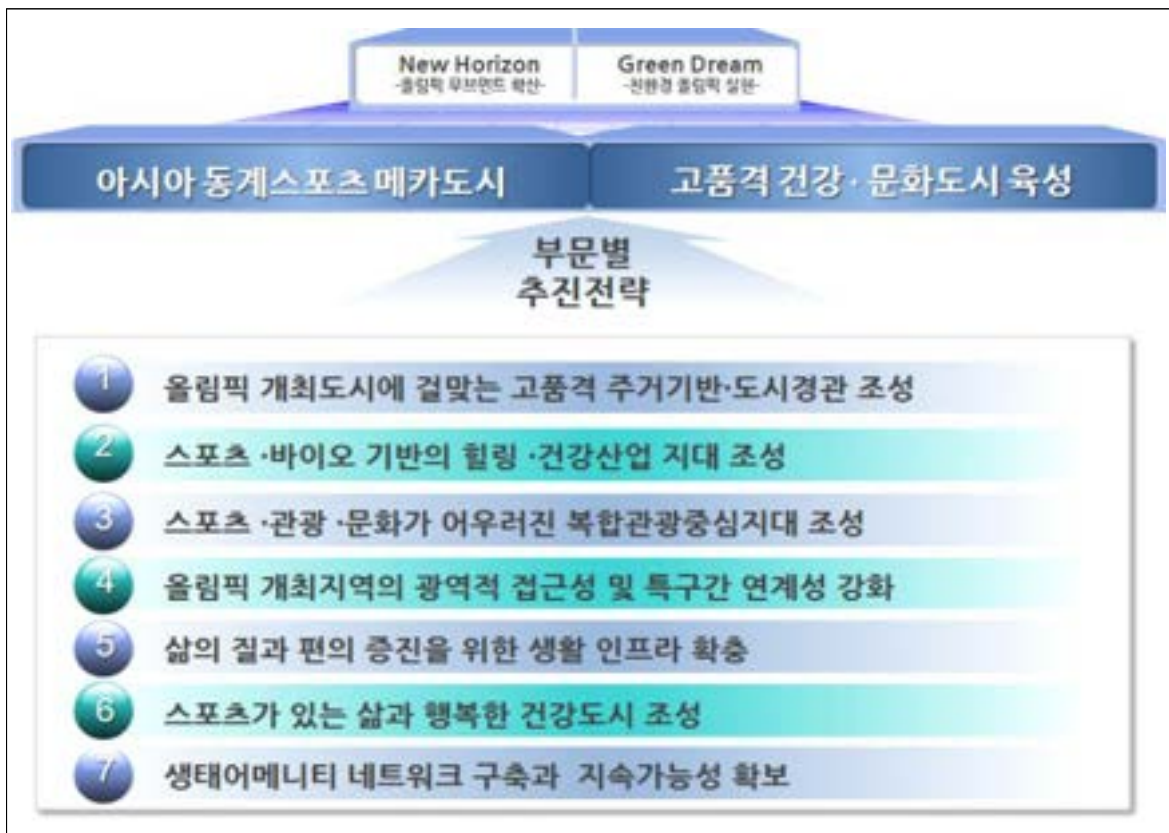 New Horizon
-올림픽 무브먼트 확산-
Green Dream
-친환경 올림픽 실현-
아시아 동계스포츠 메카도시
고품격 건강·문화도시 육성
부문별
추진전략
1 올림픽 개최도시에 걸맞는 고품격 주거기반·도시경관 조성
2 스포츠 ·바이오 기반의 힐링 ·건강산업 지대 조성
3 스포츠 ·관광 ·문화가 어우러진 복합관광중심지대 조성
4 올림픽 개최지역의 광역적 접근성 및 특구간 연계성 강화
5 삶의 질과 편의 증진을 위한 생활 인프라 확충
6 스포츠가 있는 삶과 행복한 건강도시 조성
7 생태어메니티 네트워크 구축과 지속가능성 확보